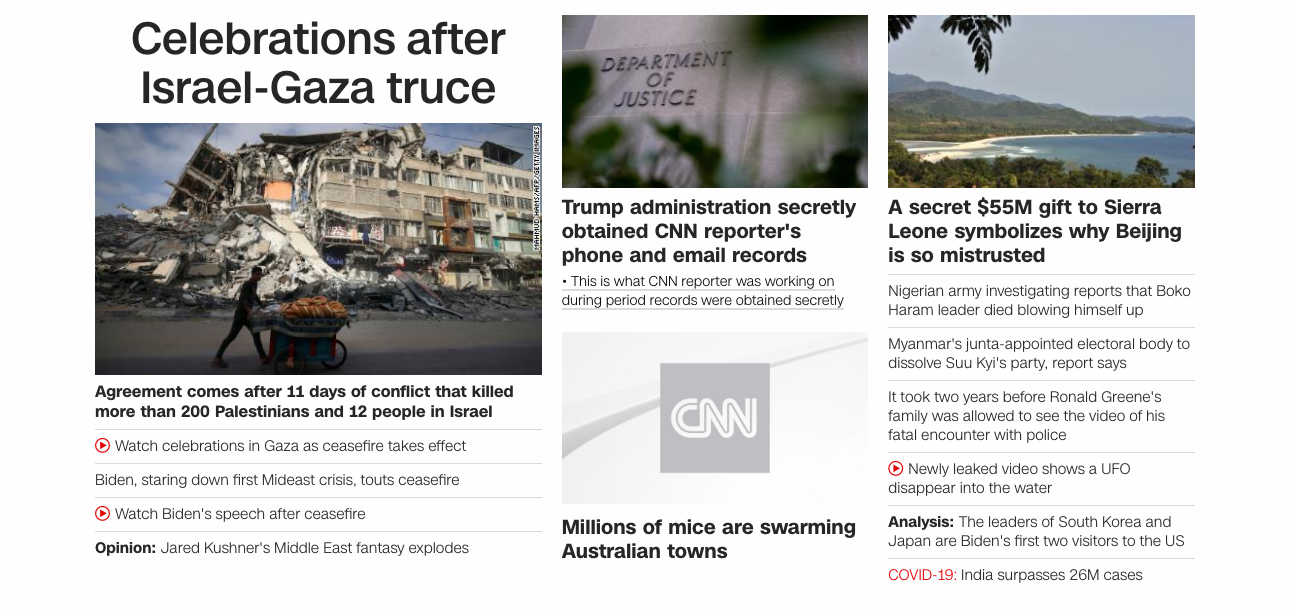 Celebrations after
Israel-Gaza truce
MAHMUD HAMS/AFP/GETTY IMAGES
Agreement comes after 11 days of conflict that killed
more than 200 Palestinians and 12 people in Israel
Watch celebrations in Gaza as ceasefire takes effect
Biden, staring down first Mideast crisis, touts ceasefire
Watch Biden's speech after ceasefire
Opinion: Jared Kushner's Middle East fantasy explodes
DEPARTMENT
OF
JUSTICE
Trump administration secretly
obtained CNN reporter's
phone and email records
• This is what CNN reporter was working on
during period records were obtained secretly
CNN
Millions of mice are swarming
Australian towns
A secret $55M gift to Sierra
Leone symbolizes why Beijing
is so mistrusted
Nigerian army investigating reports that Boko
Haram leader died blowing himself up
Myanmar's junta-appointed electoral body to
dissolve Suu Kyi's party, report says
It took two years before Ronald Greene's
family was allowed to see the video of his
fatal encounter with police
Newly leaked video shows a UFO
disappear into the water
Analysis: The leaders of South Korea and
Japan are Biden's first two visitors to the US
COVID-19: India surpasses 26M cases